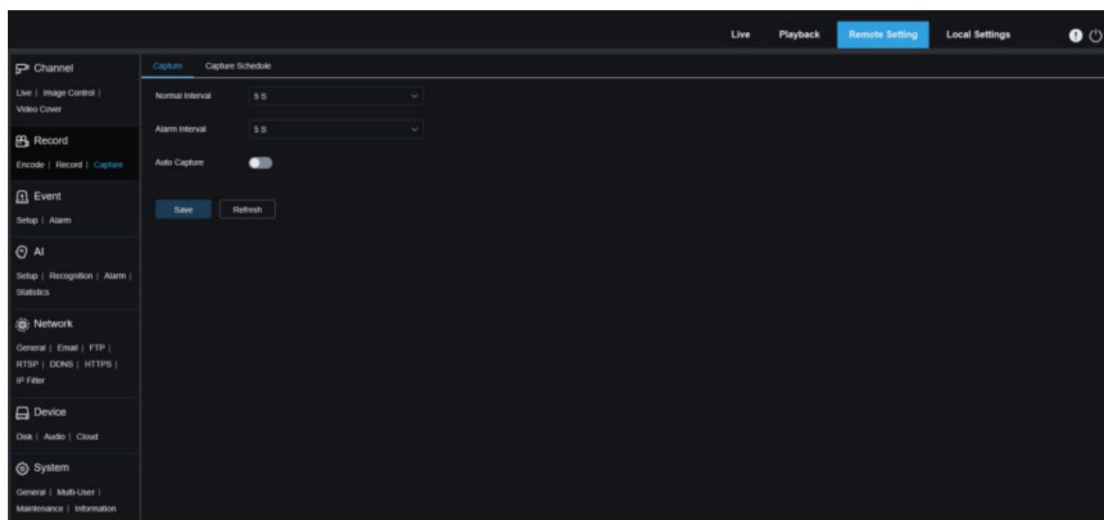 Live Playback Remote Setting Local Settings
Channel
Live | Image Control |
Video Cover
Record
Encode | Record | Capture
Event
Setup | Alarm
AI
Setup | Recognition | Alarm |
Statistics
Network
General | Email | FTP |
RTSP | DDNS | HTTPS |
IP Filter
Device
Disk | Audio | Cloud
System
General | Multi-User |
Maintenance | Information
Capture Capture Schedule
Normal Interval 5 S
Alarm Interval 5 S
Auto Capture
Save Refresh